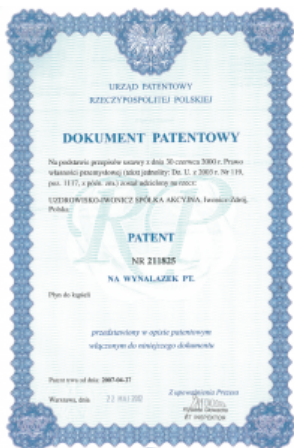 URZĄD PATENTOWY
RZECZYPOSPOLITEJ POLSKIEJ
DOKUMENT PATENTOWY
Na podstawie przepisów ustawy z dnia 30 czerwca 2000 r. Prawo
własności przemysłowej (tekst jednolity: Dz. U. z 2003 r. Nr 119,
poz. 1117, z późn. zm.) został udzielony na rzecz:
UZDROWISKO-IWONICZ SPÓŁKA AKCYJNA, Iwonicz-Zdrój,
Polska
PATENT
NR 211825
NA WYNALAZEK PT.
Płyn do kąpieli
przedstawiony w opisie patentowym
włączonym do niniejszego dokumentu
Patent trwa od dnia: 2007-04-27
Z upoważnienia Prezesa
Warszawa, dnia